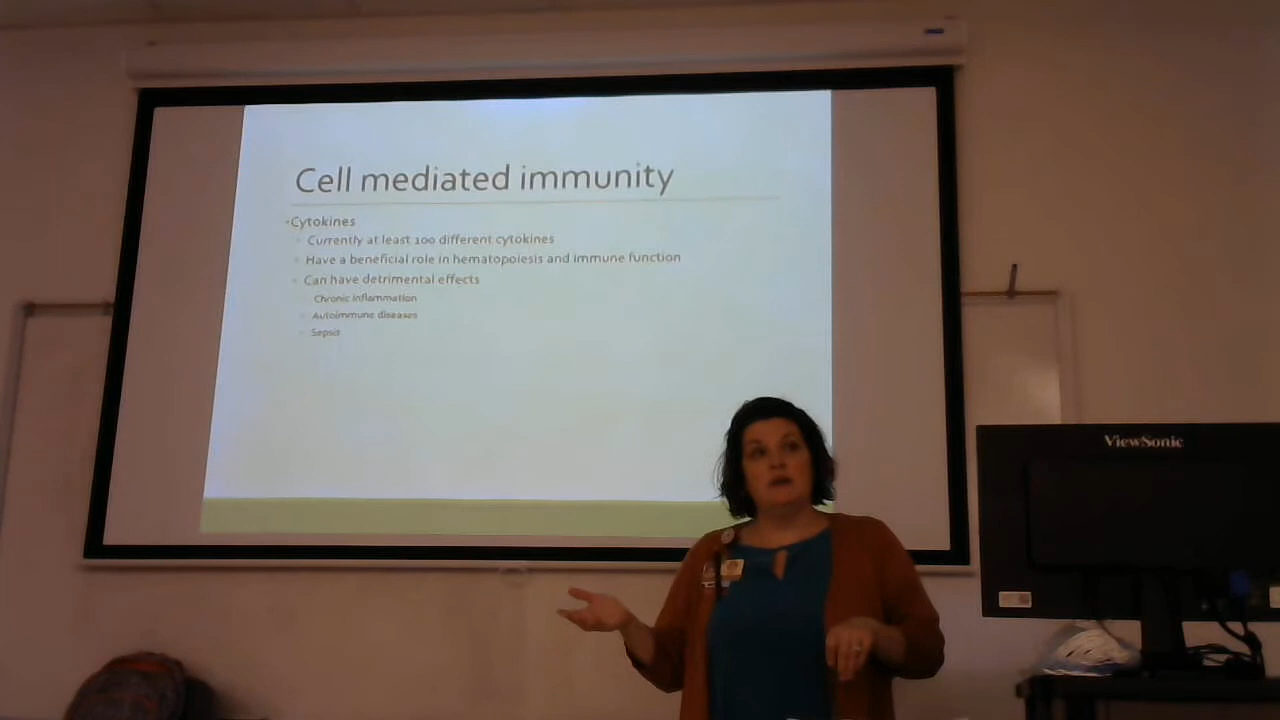 Cell mediated immunity
Cytokines
Currently at least 100 different cytokines
Have a beneficial role in hematopoiesis and immune function
Can have detrimental effects
Chronic inflammation
Autoimmune diseases
Sepsis
ViewSonic